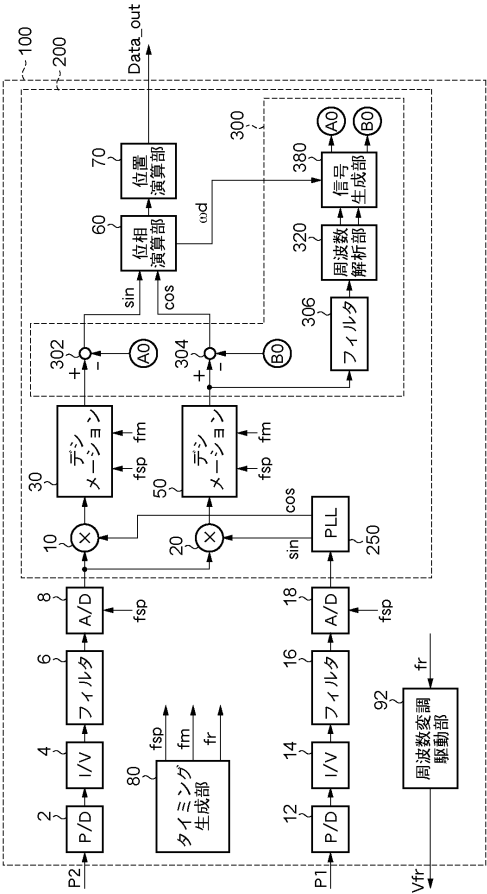 100
200
P2
2
P/D
4
I/V
6
フィルタ
8
A/D
fsp
10
×
30
デシ
メーション
fsp
fm
302
+
−
A0
sin
cos
60
位相
演算部
70
位置
演算部
Data_out
ωd
300
20
×
50
デシ
メーション
fsp
fm
304
+
−
B0
306
フィルタ
320
周波数
解析部
380
信号
生成部
A0
B0
80
タイミング
生成部
fsp
fm
fr
P1
12
P/D
14
I/V
16
フィルタ
18
A/D
fsp
PLL
250
sin
cos
92
周波数変調
駆動部
fr
Vfr